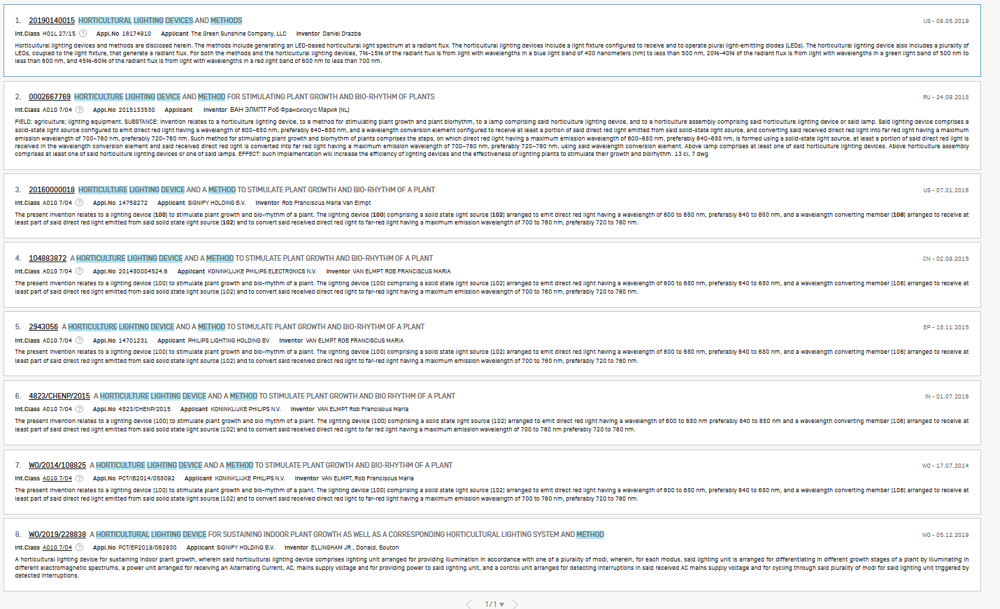 1. 20190140015 HORTICULTURAL LIGHTING DEVICES AND METHODS US - 09.05.2019
Int.Class H01L 27/15 ? Appl.No 16174910 Applicant The Green Sunshine Company, LLC Inventor Daniel Drazba
Horticultural lighting devices and methods are disclosed herein. The methods include generating an LED-based horticultural light spectrum at a radiant flux. The horticultural lighting devices include a light fixture configured to receive and to operate plural light-emitting diodes (LEDs). The horticultural lighting device also includes a plurality of
LEDs, coupled to the light fixture, that generate a radiant flux. For both the methods and the horticultural lighting devices, 7%-15% of the radiant flux is from light with wavelengths in a blue light band of 400 nanometers (nm) to less than 500 nm, 20%-40% of the radiant flux is from light with wavelengths in a green light band of 500 nm to
less than 600 nm, and 45%-60% of the radiant flux is from light with wavelengths in a red light band of 600 nm to less than 700 nm.
2. 0002667769 HORTICULTURE LIGHTING DEVICE AND METHOD FOR STIMULATING PLANT GROWTH AND BIO-RHYTHM OF PLANTS RU - 24.09.2018
Int.Class A01G 7/04 ? Appl.No 2015133530 Applicant Inventor ВАН ЭЛМПТ Роб Франсискус Мария (NL)
FIELD: agriculture; lighting equipment. SUBSTANCE: invention relates to a horticulture lighting device, to a method for stimulating plant growth and plant biorhythm, to a lamp comprising said horticulture lighting device, and to a horticulture assembly comprising said horticulture lighting device or said lamp. Said lighting device comprises a
solid-state light source configured to emit direct red light having a wavelength of 600–680 nm, preferably 640–680 nm, and a wavelength conversion element configured to receive at least a portion of said direct red light emitted from said solid-state light source, and converting said received direct red light into far red light having a maximum
emission wavelength of 700–760 nm, preferably 720–760 nm. Such method for stimulating plant growth and biorhythm of plants comprises the steps, on which direct red light having a maximum emission wavelength of 600–680 nm, preferably 640–680 nm, is formed using a solid-state light source, at least a portion of said direct red light is
received in the wavelength conversion element and said received direct red light is converted into far red light having a maximum emission wavelength of 700–760 nm, preferably 720–760 nm, using said wavelength conversion element. Above lamp comprises at least one of said horticulture lighting devices. Above horticulture assembly
comprises at least one of said horticulture lighting devices or one of said lamps. EFFECT: such implementation will increase the efficiency of lighting devices and the effectiveness of lighting plants to stimulate their growth and biorhythm. 13 cl, 7 dwg
3. 20160000018 HORTICULTURE LIGHTING DEVICE AND A METHOD TO STIMULATE PLANT GROWTH AND BIO-RHYTHM OF A PLANT US - 07.01.2016
Int.Class A01G 7/04 ? Appl.No 14759272 Applicant SIGNIFY HOLDING B.V. Inventor Rob Franciscus Maria Van Elmpt
The present invention relates to a lighting device (100) to stimulate plant growth and bio-rhythm of a plant. The lighting device (100) comprising a solid state light source (102) arranged to emit direct red light having a wavelength of 600 to 680 nm, preferably 640 to 680 nm, and a wavelength converting member (106) arranged to receive at
least part of said direct red light emitted from said solid state light source (102) and to convert said received direct red light to far-red light having a maximum emission wavelength of 700 to 760 nm, preferably 720 to 760 nm.
4. 104883872 A HORTICULTURE LIGHTING DEVICE AND A METHOD TO STIMULATE PLANT GROWTH AND BIO-RHYTHM OF A PLANT CN - 02.09.2015
Int.Class A01G 7/04 ? Appl.No 201480004524.6 Applicant KONINKLIJKE PHILIPS ELECTRONICS N.V. Inventor VAN ELMPT ROB FRANCISCUS MARIA
The present invention relates to a lighting device (100) to stimulate plant growth and bio-rhythm of a plant. The lighting device (100) comprising a solid state light source (102) arranged to emit direct red light having a wavelength of 600 to 680 nm, preferably 640 to 680 nm, and a wavelength converting member (106) arranged to receive at
least part of said direct red light emitted from said solid state light source (102) and to convert said received direct red light to far-red light having a maximum emission wavelength of 700 to 760 nm, preferably 720 to 760 nm.
5. 2943056 A HORTICULTURE LIGHTING DEVICE AND A METHOD TO STIMULATE PLANT GROWTH AND BIO-RHYTHM OF A PLANT EP - 18.11.2015
Int.Class A01G 7/04 ? Appl.No 14701231 Applicant PHILIPS LIGHTING HOLDING BV Inventor VAN ELMPT ROB FRANCISCUS MARIA
The present invention relates to a lighting device (100) to stimulate plant growth and bio-rhythm of a plant. The lighting device (100) comprising a solid state light source (102) arranged to emit direct red light having a wavelength of 600 to 680 nm, preferably 640 to 680 nm, and a wavelength converting member (106) arranged to receive at
least part of said direct red light emitted from said solid state light source (102) and to convert said received direct red light to far-red light having a maximum emission wavelength of 700 to 760 nm, preferably 720 to 760 nm.
6. 4823/CHENP/2015 A HORTICULTURE LIGHTING DEVICE AND A METHOD TO STIMULATE PLANT GROWTH AND BIO RHYTHM OF A PLANT IN - 01.07.2016
Int.Class A01G 7/04 ? Appl.No 4823/CHENP/2015 Applicant KONINKLIJKE PHILIPS N.V. Inventor VAN ELMPT Rob Franciscus Maria
The present invention relates to a lighting device (100) to stimulate plant growth and bio rhythm of a plant. The lighting device (100) comprising a solid state light source (102) arranged to emit direct red light having a wavelength of 600 to 680 nm preferably 640 to 680 nm and a wavelength converting member (106) arranged to receive at
least part of said direct red light emitted from said solid state light source (102) and to convert said received direct red light to far red light having a maximum emission wavelength of 700 to 760 nm preferably 720 to 760 nm.
7. WO/2014/108825 A HORTICULTURE LIGHTING DEVICE AND A METHOD TO STIMULATE PLANT GROWTH AND BIO-RHYTHM OF A PLANT WO - 17.07.2014
Int.Class A01G 7/04 ? Appl.No PCT/IB2014/058092 Applicant KONINKLIJKE PHILIPS N.V. Inventor VAN ELMPT, Rob Franciscus Maria
The present invention relates to a lighting device (100) to stimulate plant growth and bio-rhythm of a plant. The lighting device (100) comprising a solid state light source (102) arranged to emit direct red light having a wavelength of 600 to 680 nm, preferably 640 to 680 nm, and a wavelength converting member (106) arranged to receive at
least part of said direct red light emitted from said solid state light source (102) and to convert said received direct red light to far-red light having a maximum emission wavelength of 700 to 760 nm, preferably 720 to 760 nm.
8. WO/2019/228838 A HORTICULTURAL LIGHTING DEVICE FOR SUSTAINING INDOOR PLANT GROWTH AS WELL AS A CORRESPONDING HORTICULTURAL LIGHTING SYSTEM AND METHOD WO - 05.12.2019
Int.Class A01G 7/04 ? Appl.No PCT/EP2019/062930 Applicant SIGNIFY HOLDING B.V. Inventor ELLINGHAM JR., Donald, Bouton
A horticultural lighting device for sustaining indoor plant growth, wherein said horticultural lighting device comprises lighting unit arranged for providing illumination in accordance with one of a plurality of modi, wherein, for each modus, said lighting unit is arranged for differentiating in different growth stages of a plant by illuminating in
different electromagnetic spectrums, a power unit arranged for receiving an Alternating Current, AC, mains supply voltage and for providing power to said lighting unit, and a control unit arranged for detecting interruptions in said received AC mains supply voltage and for cycling through said plurality of modi for said lighting unit triggered by
detected interruptions.
1/1